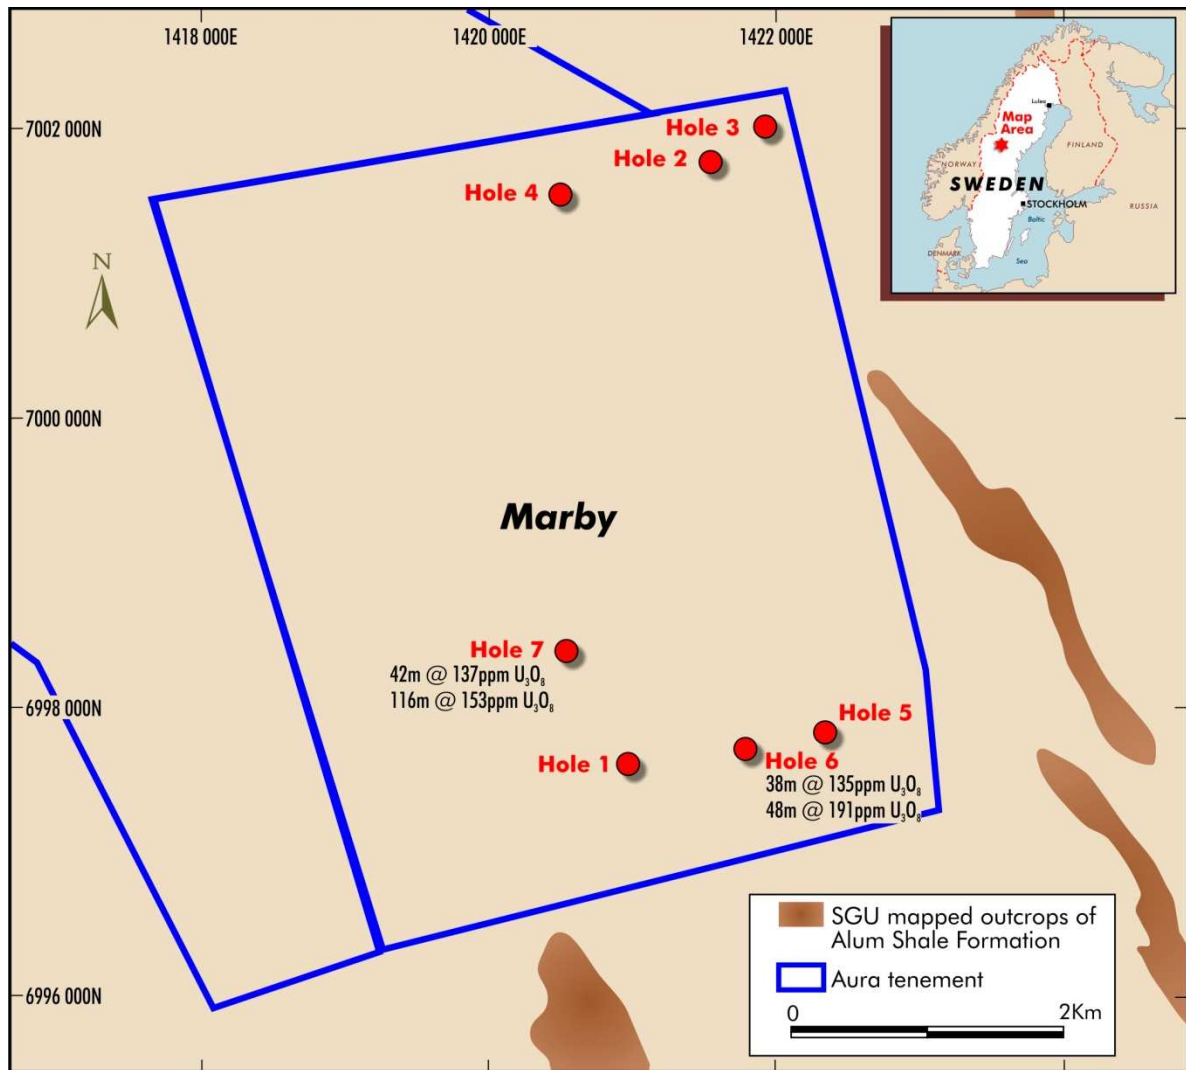 1418 000E
1420 000E
1422 000E
7002 000N
7000 000N
6998 000N
6996 000N
N
Hole 3
Hole 2
Hole 4
Marby
Hole 7
42m @ 137ppm U₃O₈
116m @ 153ppm U₃O₈
Hole 5
Hole 1
Hole 6
38m @ 135ppm U₃O₈
48m @ 191ppm U₃O₈
Lulea
Map
Area
FINLAND
NORWAY
SWEDEN
STOCKHOLM
RUSSIA
Baltic
DENMARK
Sea
SGU mapped outcrops of
Alum Shale Formation
Aura tenement
0
2Km